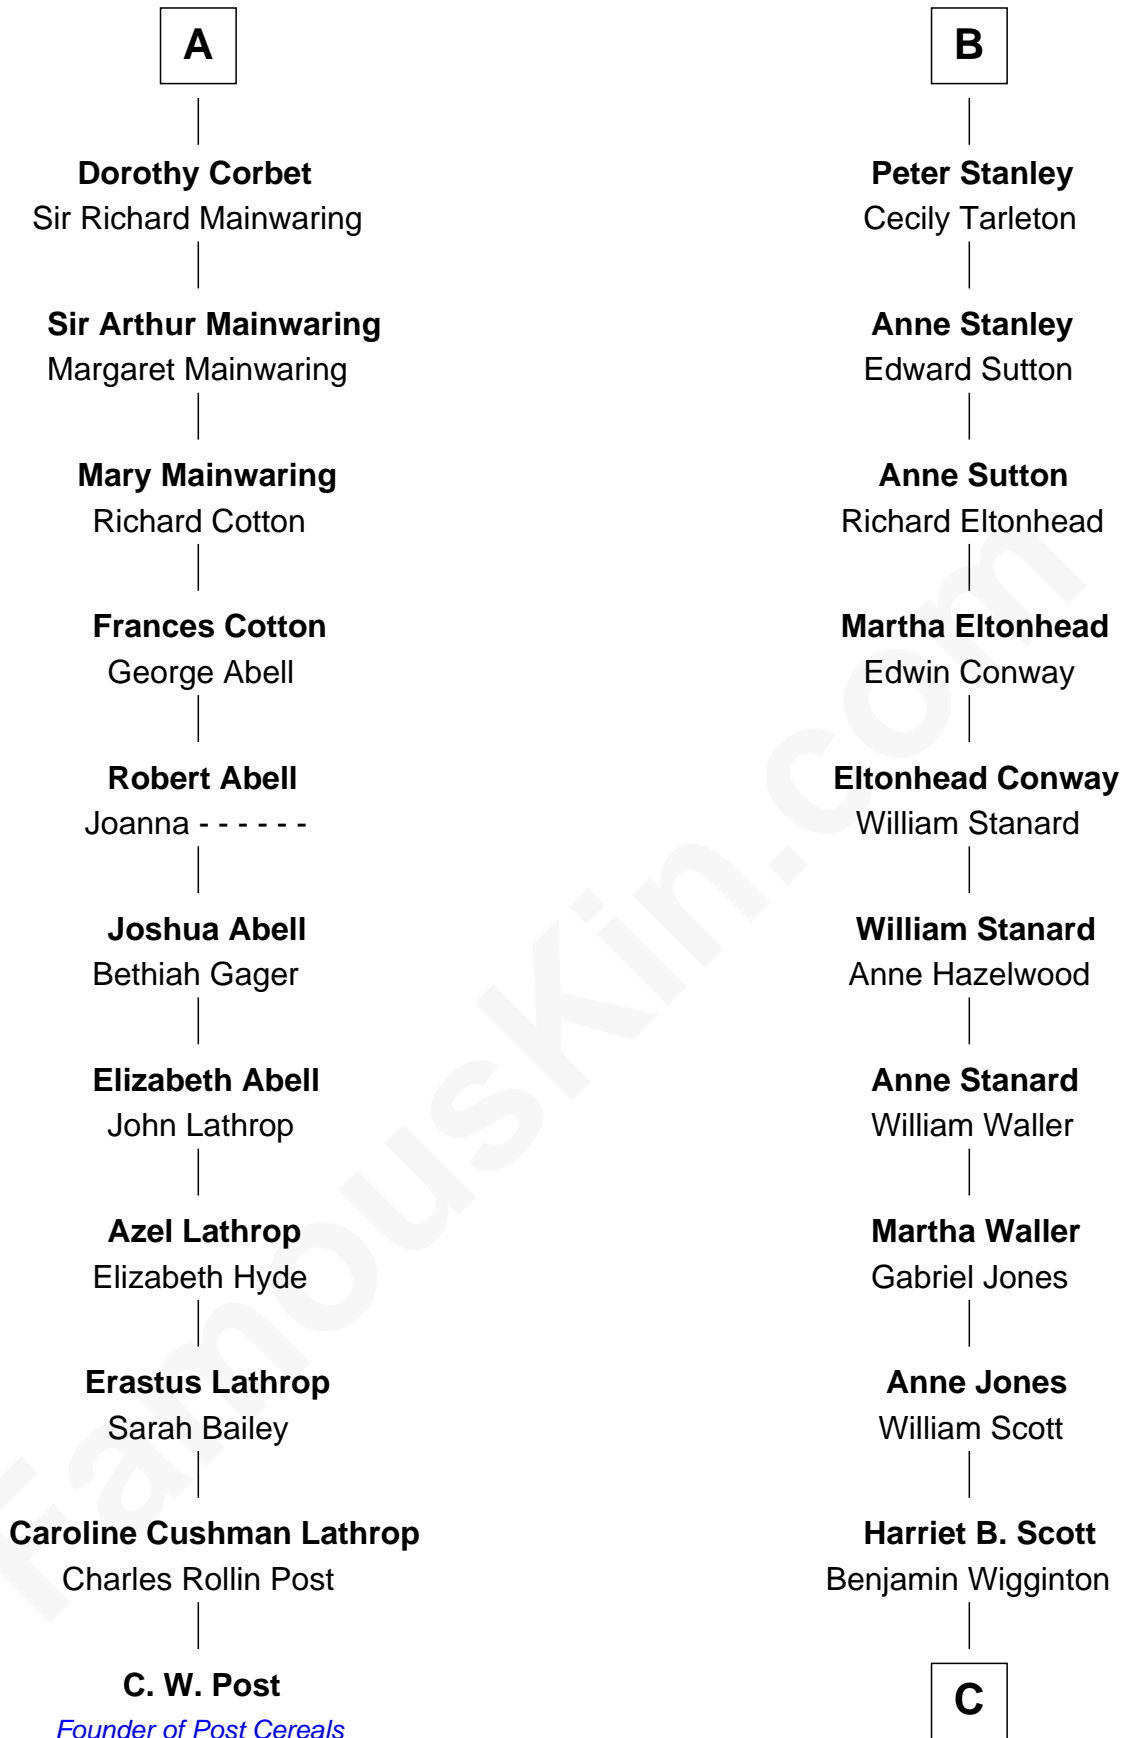 A
Dorothy Corbet
Sir Richard Mainwaring
Sir Arthur Mainwaring
Margaret Mainwaring
Mary Mainwaring
Richard Cotton
Frances Cotton
George Abell
Robert Abell
Joanna - - - - - -
Joshua Abell
Bethiah Gager
Elizabeth Abell
John Lathrop
Azel Lathrop
Elizabeth Hyde
Erastus Lathrop
Sarah Bailey
Caroline Cushman Lathrop
Charles Rollin Post
C. W. Post
Founder of Post Cereals
B
Peter Stanley
Cecily Tarleton
Anne Stanley
Edward Sutton
Anne Sutton
Richard Eltonhead
Martha Eltonhead
Edwin Conway
Eltonhead Conway
William Stanard
William Stanard
Anne Hazelwood
Anne Stanard
William Waller
Martha Waller
Gabriel Jones
Anne Jones
William Scott
Harriet B. Scott
Benjamin Wigginton
C
FamousKin.com